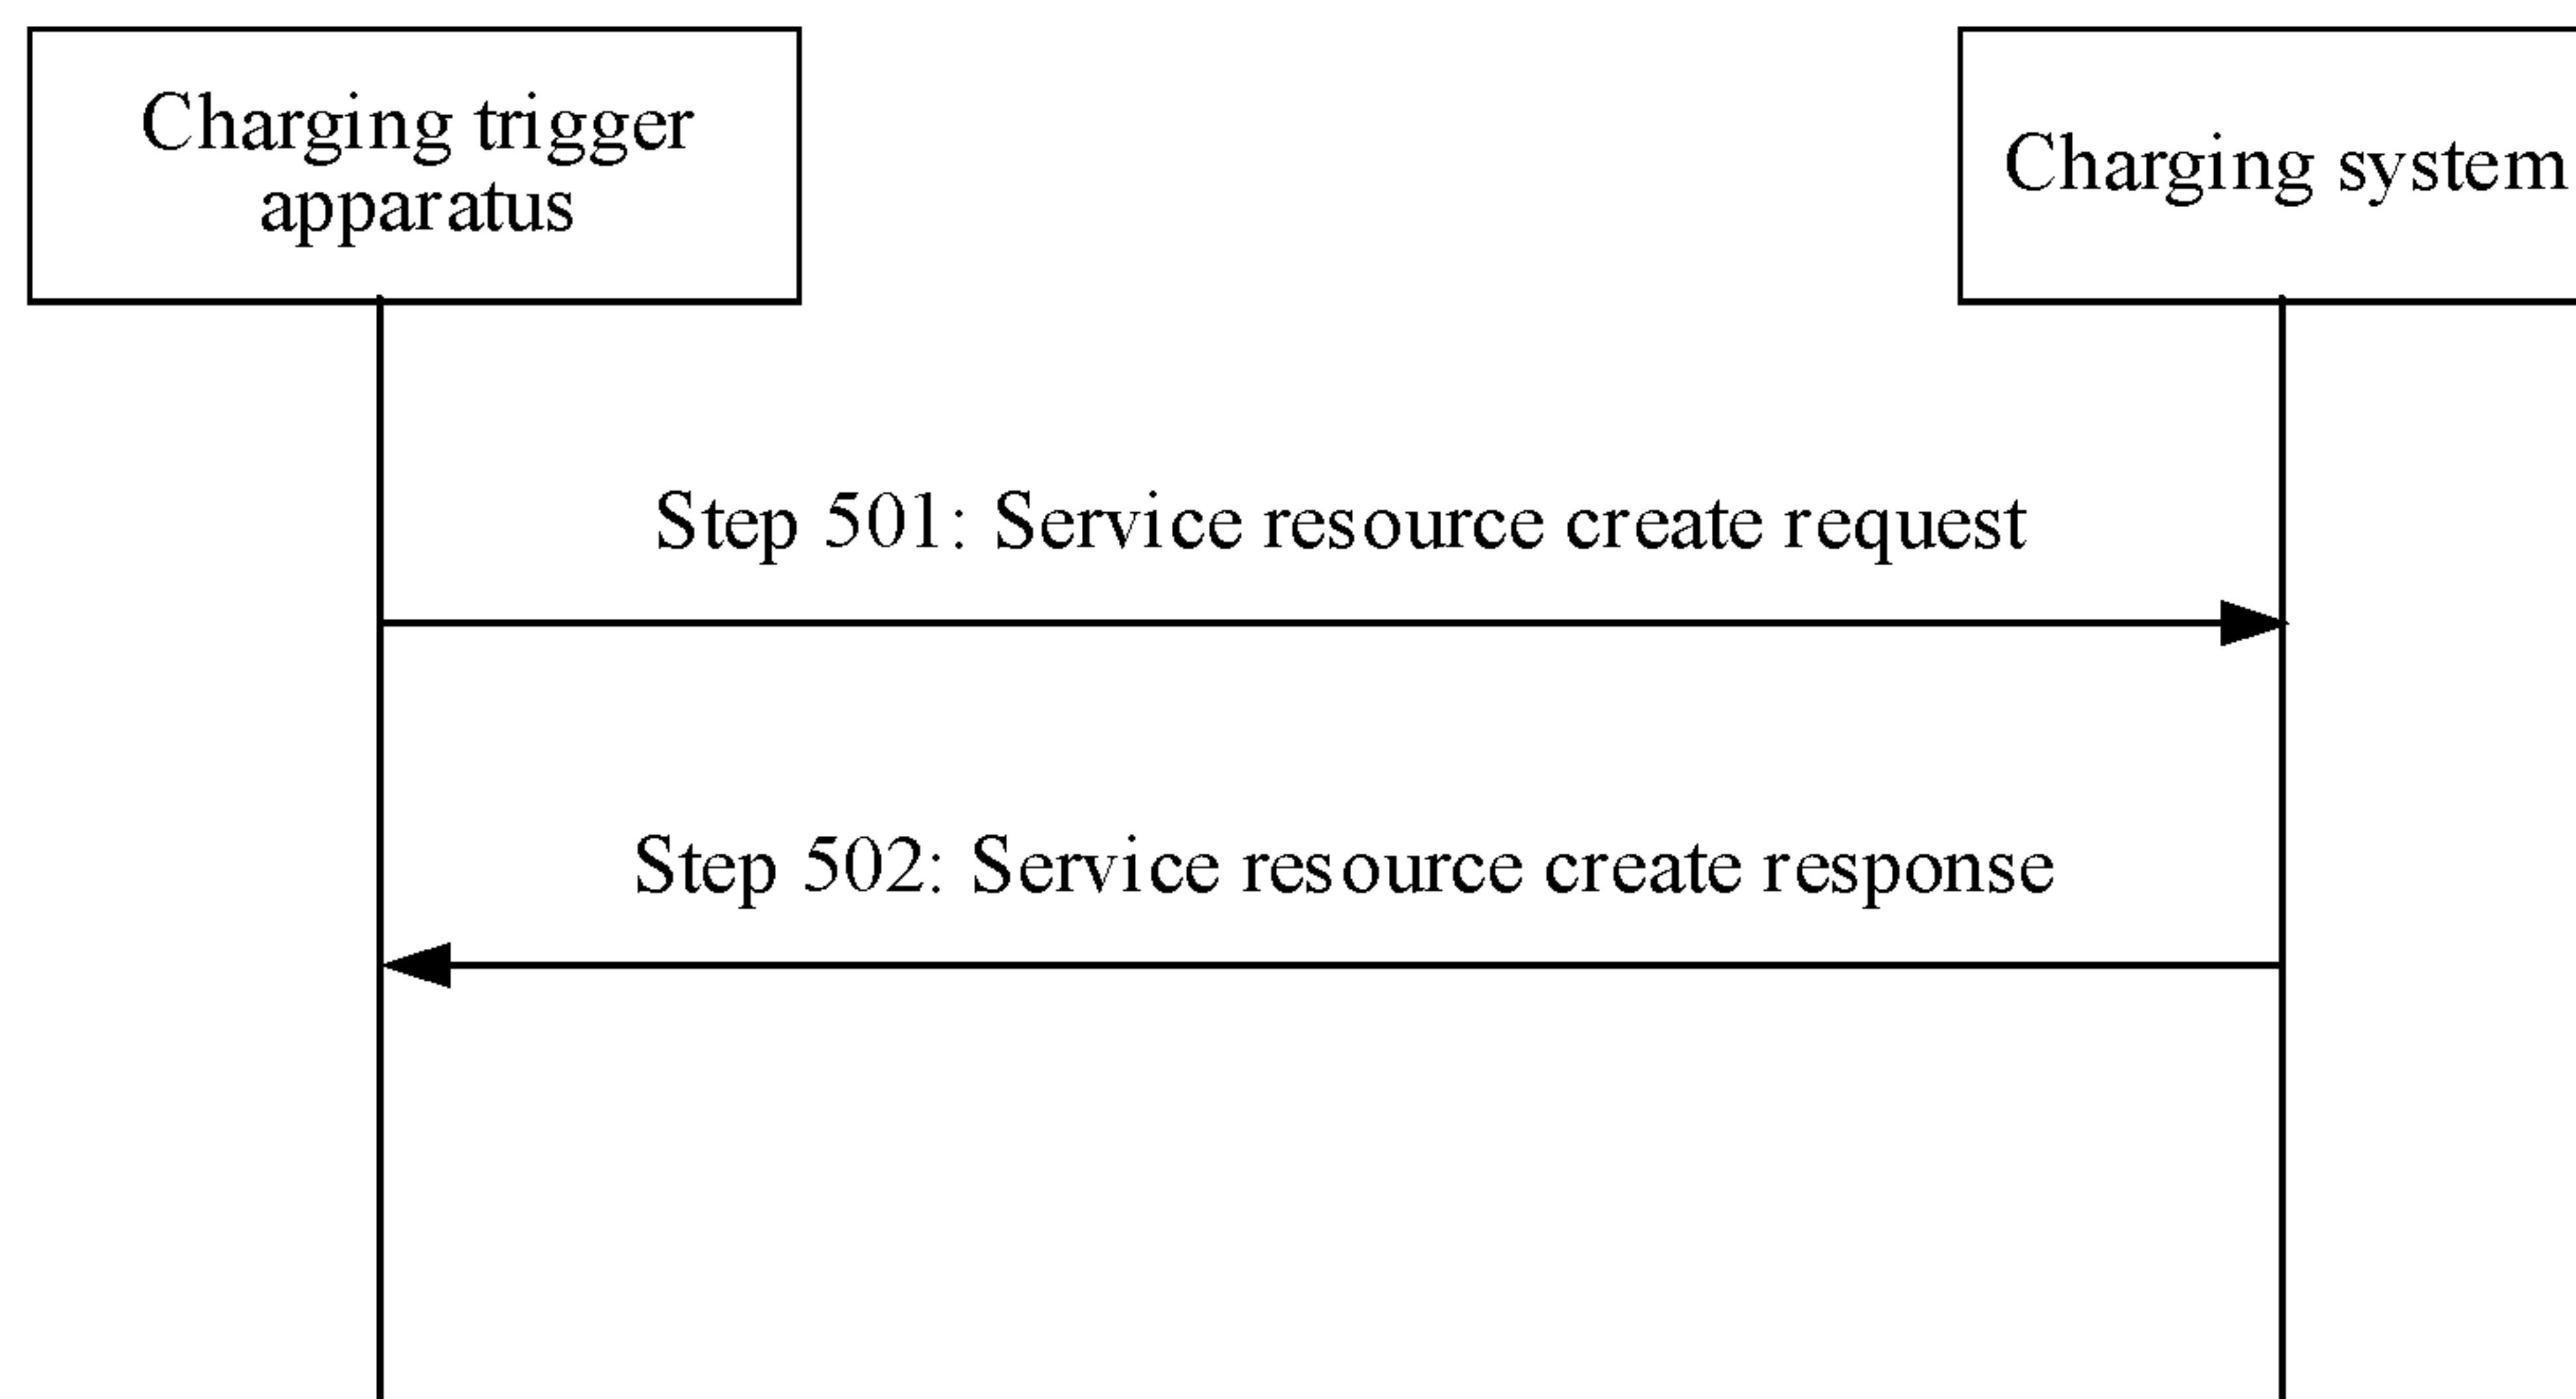 Charging trigger
apparatus
Charging system
Step 501: Service resource create request
Step 502: Service resource create response